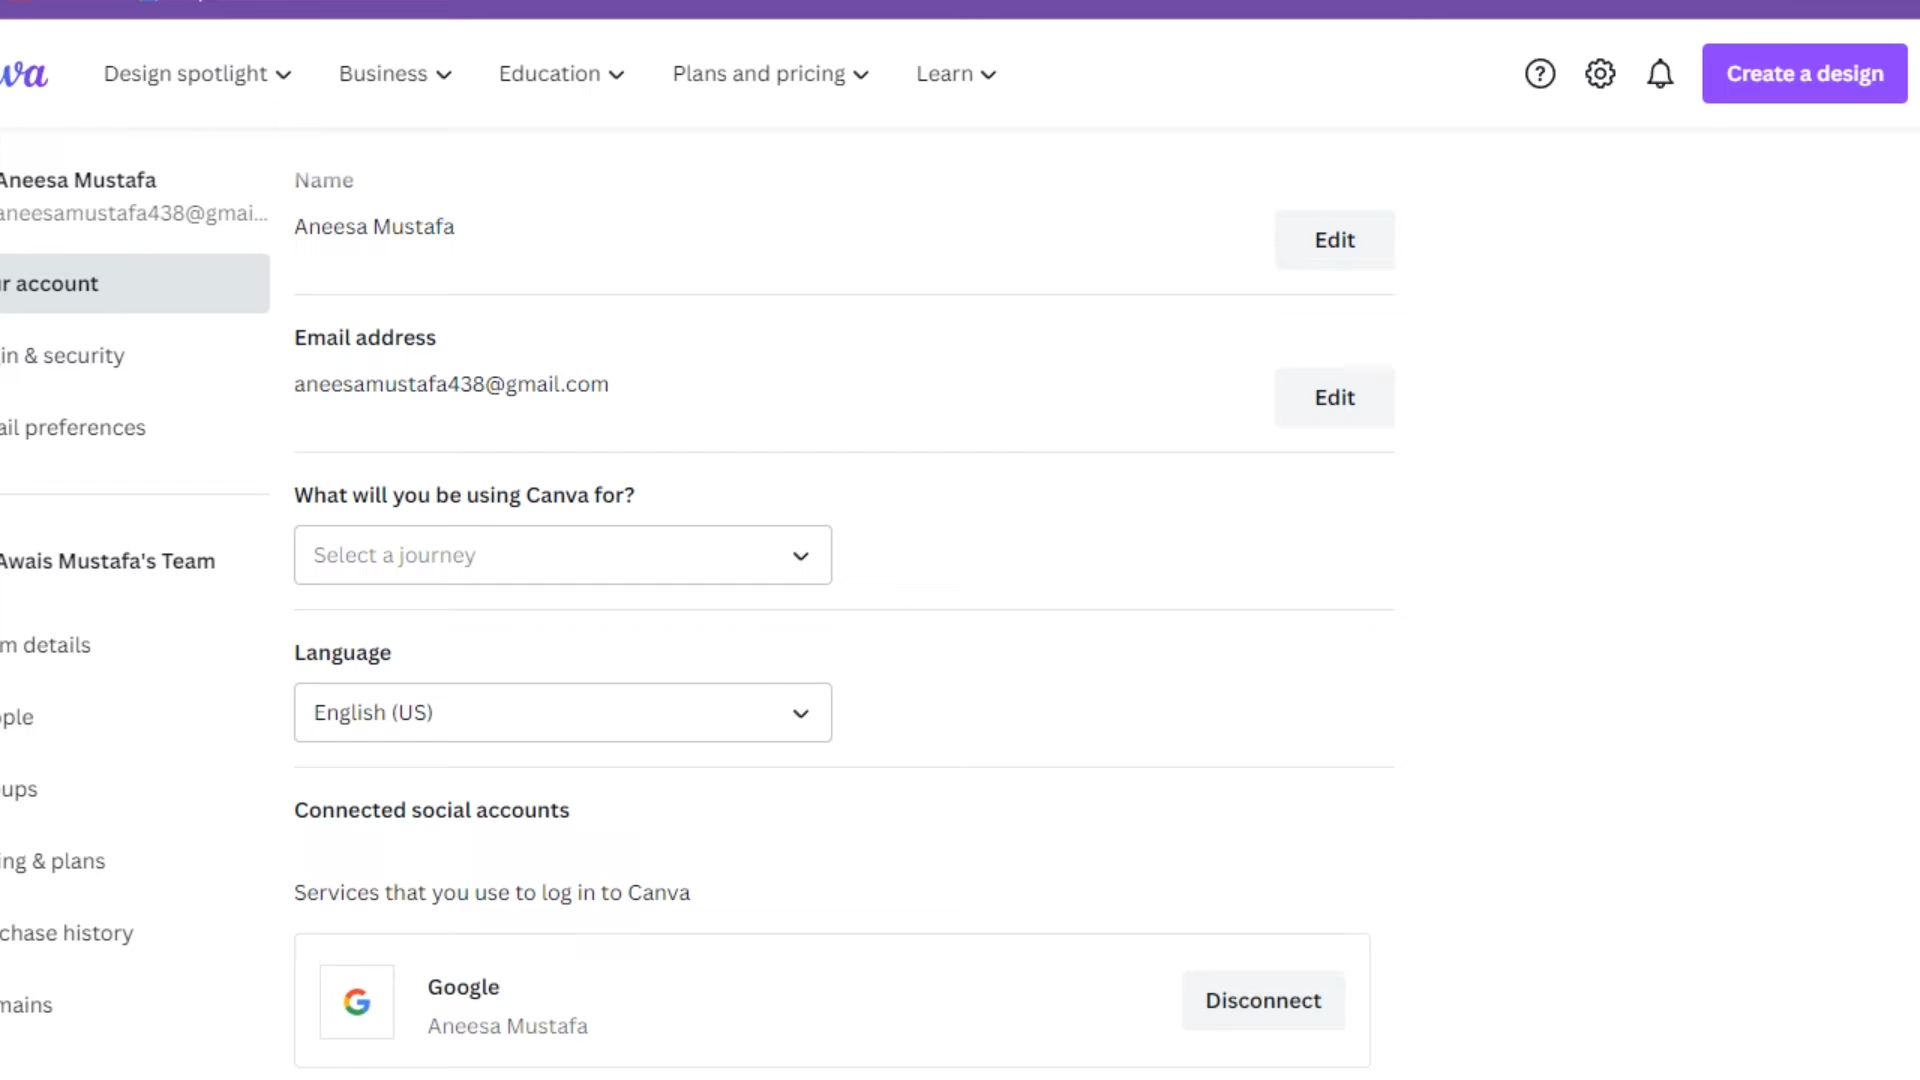 va
Design spotlight
Business
Education
Plans and pricing
Learn
Create a design
Aneesa Mustafa
aneesamustafa438@gmai...
r account
in & security
ail preferences
Awais Mustafa's Team
m details
ple
ups
ing & plans
chase history
mains
Name
Aneesa Mustafa
Edit
Email address
aneesamustafa438@gmail.com
Edit
What will you be using Canva for?
Select a journey
Language
English (US)
Connected social accounts
Services that you use to log in to Canva
Google
Aneesa Mustafa
Disconnect